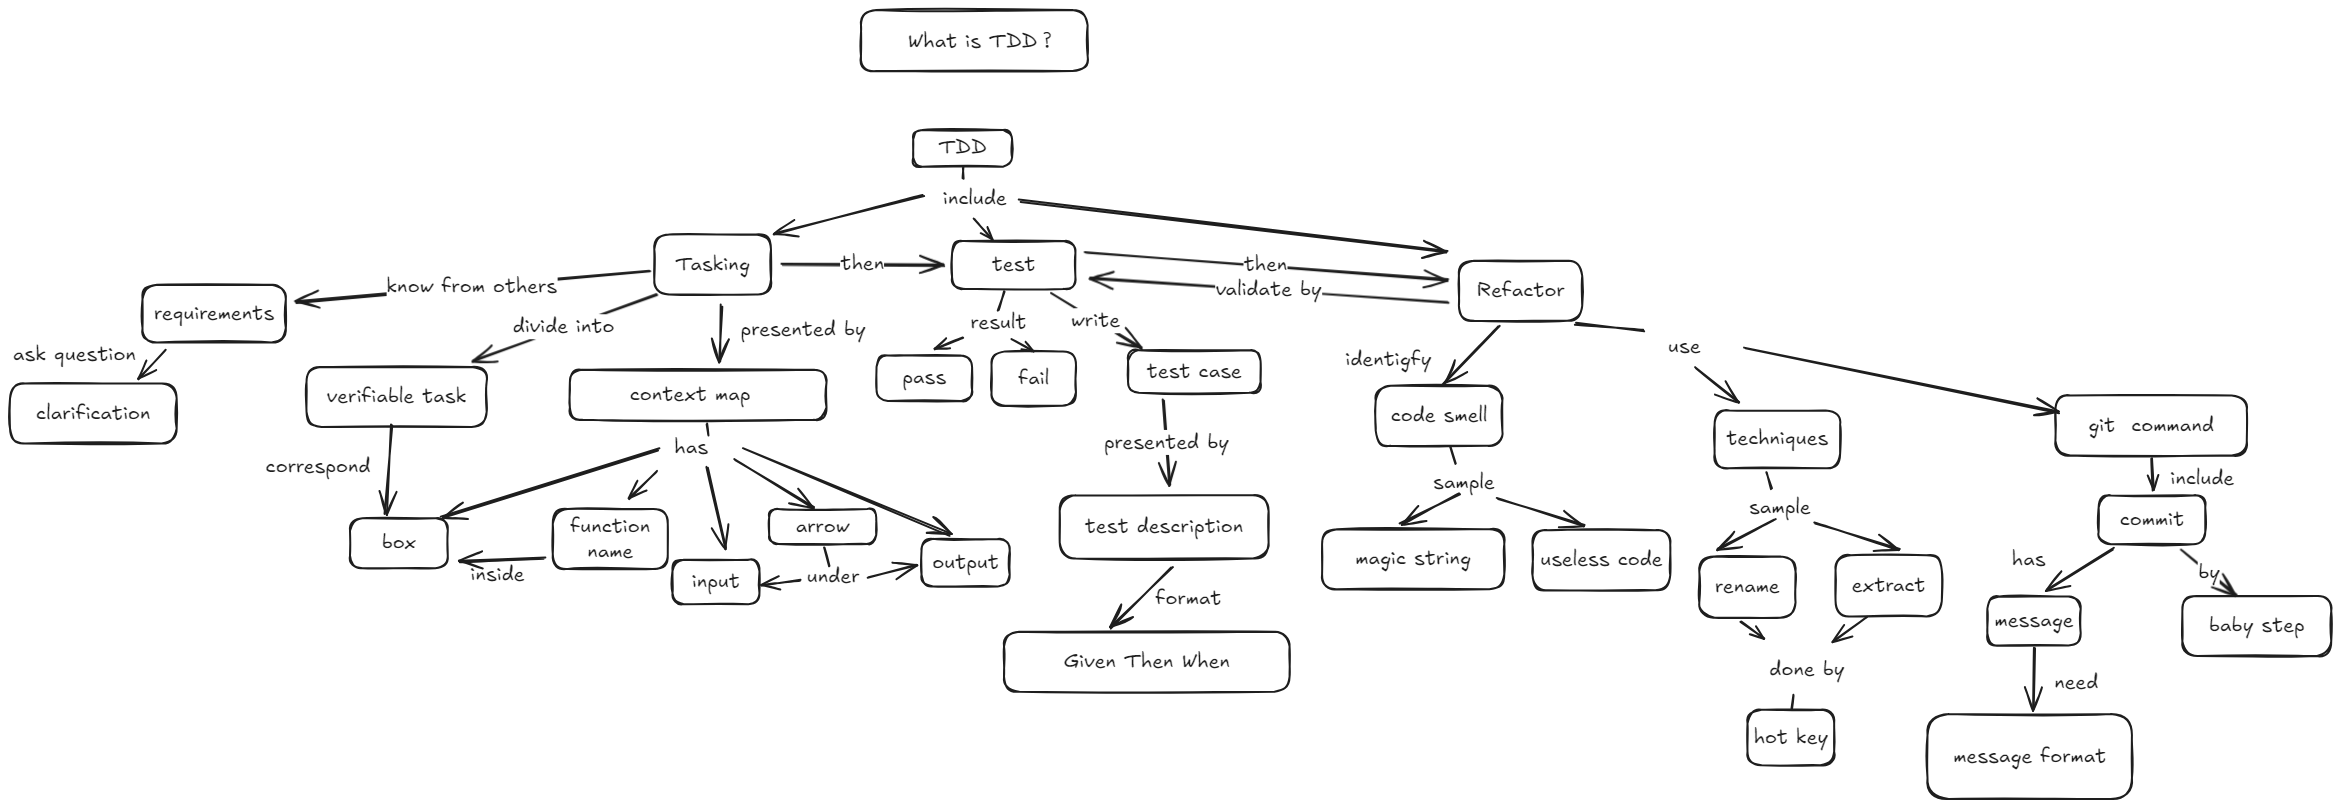 What is TDD ?
TDD
include
Tasking
then
test
then
validate by
Refactor
know from others
requirements
ask question
clarification
divide into
verifiable task
correspond
presented by
context map
has
box
function
name
inside
input
arrow
under
output
result
pass
fail
write
test case
presented by
test description
format
Given Then When
identigfy
code smell
sample
magic string
useless code
use
techniques
sample
rename
extract
done by
hot key
git command
include
commit
has
message
need
message format
by
baby step